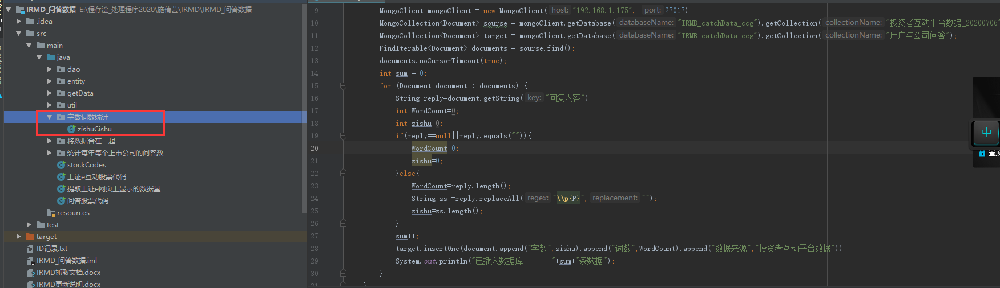 IRMD_问答数据 E:\程存淦_处理程序2020\施倩芸\IRMD\IRMD_问答数据
.idea
src
main
java
dao
entity
getData
util
字数词数统计
zishuCishu
将数据合在一起
统计每年每个上市公司的问答数
stockCodes
上证e互动股票代码
提取上证e网页上显示的数据量
问答股票代码
resources
test
target
ID记录.txt
IRMD_问答数据.iml
IRMD抓取文档.docx
IRMD更新说明.docx
9 MongoClient mongoClient = new MongoClient( host: "192.168.1.175", port: 27017);
10 MongoCollection<Document> sourse = mongoClient.getDatabase( databaseName: "IRMB_catchData_ccg").getCollection( collectionName: "投资者互动平台数据_20200706"
11 MongoCollection<Document> target = mongoClient.getDatabase( databaseName: "IRMB_catchData_ccg").getCollection( collectionName: "用户与公司问答");
12 FindIterable<Document> documents = sourse.find();
13 documents.noCursorTimeout(true);
14 int sum = 0;
15 for (Document document : documents) {
16 String reply=document.getString( key: "回复内容");
17 int WordCount=0;
18 int zishu=0;
19 if(reply==null||reply.equals("")){
20 WordCount=0;
21 zishu=0;
22 }else{
23 WordCount=reply.length();
24 String zs =reply.replaceAll( regex: "\\p{P}", replacement: "");
25 zishu=zs.length();
26 }
27 sum++;
28 target.insertOne(document.append("字数",zishu).append("词数",WordCount).append("数据来源","投资者互动平台数据"));
29 System.out.println("已插入数据库———————"+sum+"条数据");
30 }
31 }
中
置顶